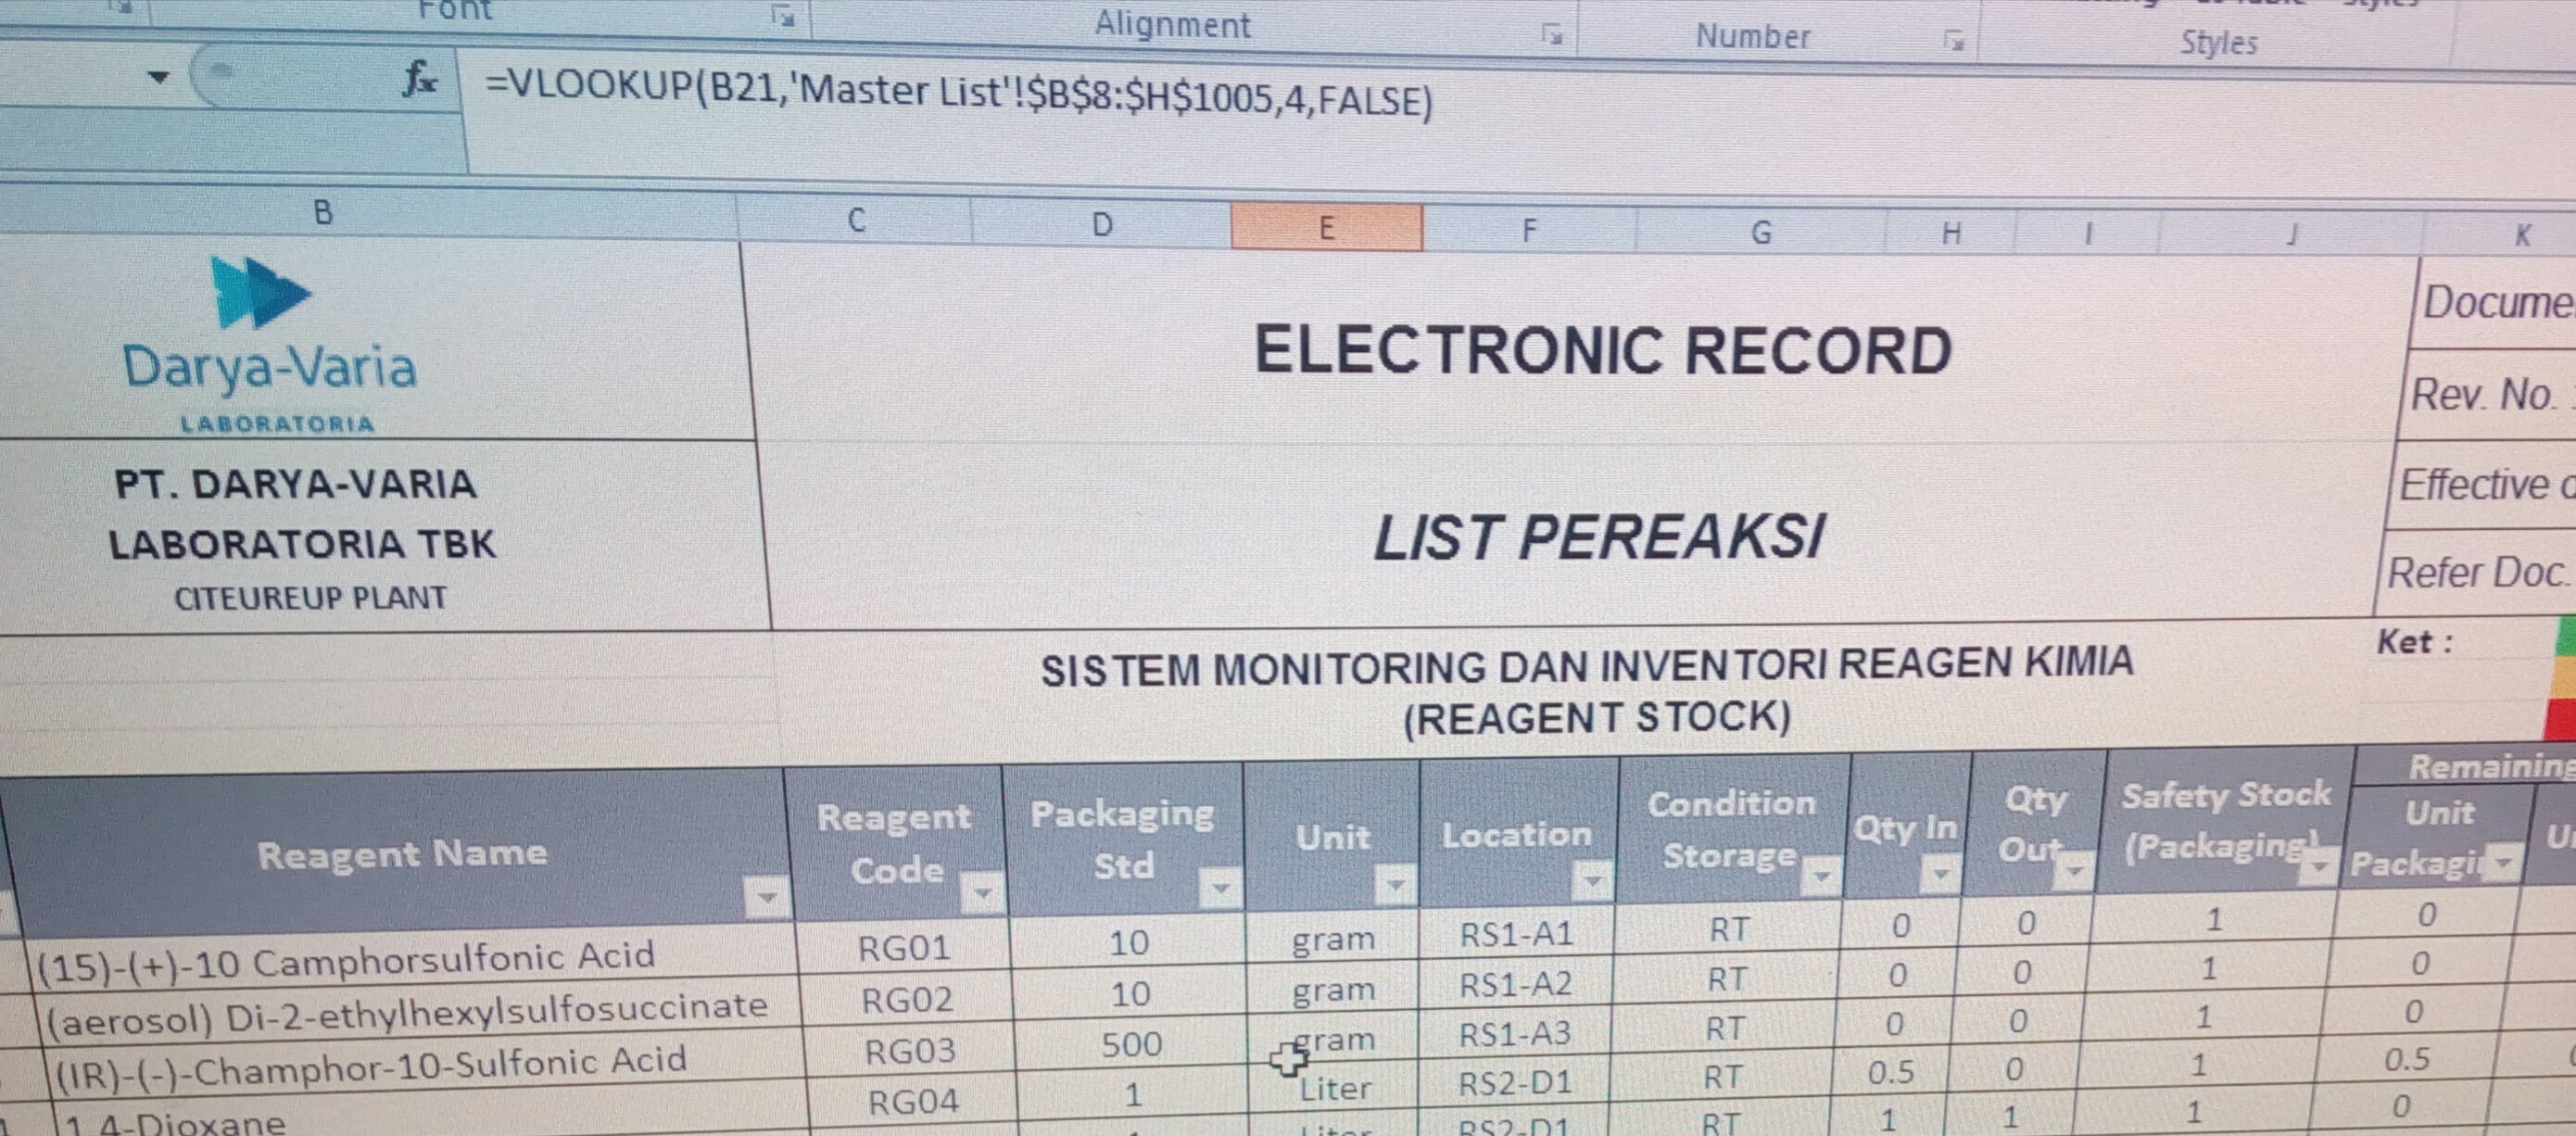 Font Alignment Number Styles
fx =VLOOKUP(B21,'Master List'!$B$8:$H$1005,4,FALSE)
B C D E F G H I J K
Darya-Varia
LABORATORIA
PT. DARYA-VARIA
LABORATORIA TBK
CITEUREUP PLANT
ELECTRONIC RECORD
LIST PEREAKSI
Rev. No.
Effective
Refer Doc.
SISTEM MONITORING DAN INVENTORI REAGEN KIMIA
(REAGENT STOCK)
Ket :
Reagent Name Reagent Code Packaging Std Unit Location Condition Storage Qty In Qty Out Safety Stock (Packaging) Remaining Unit
(15)-(+)-10 Camphorsulfonic Acid RG01 10 gram RS1-A1 RT 0 0 1 0
(aerosol) Di-2-ethylhexylsulfosuccinate RG02 10 gram RS1-A2 RT 0 0 1 0
(IR)-(-)-Champhor-10-Sulfonic Acid RG03 500 gram RS1-A3 RT 0 0 1 0
1,4-Dioxane RG04 1 Liter RS2-D1 RT 0.5 0 1 0.5
Liter RS2-D1 RT 1 1 1 0